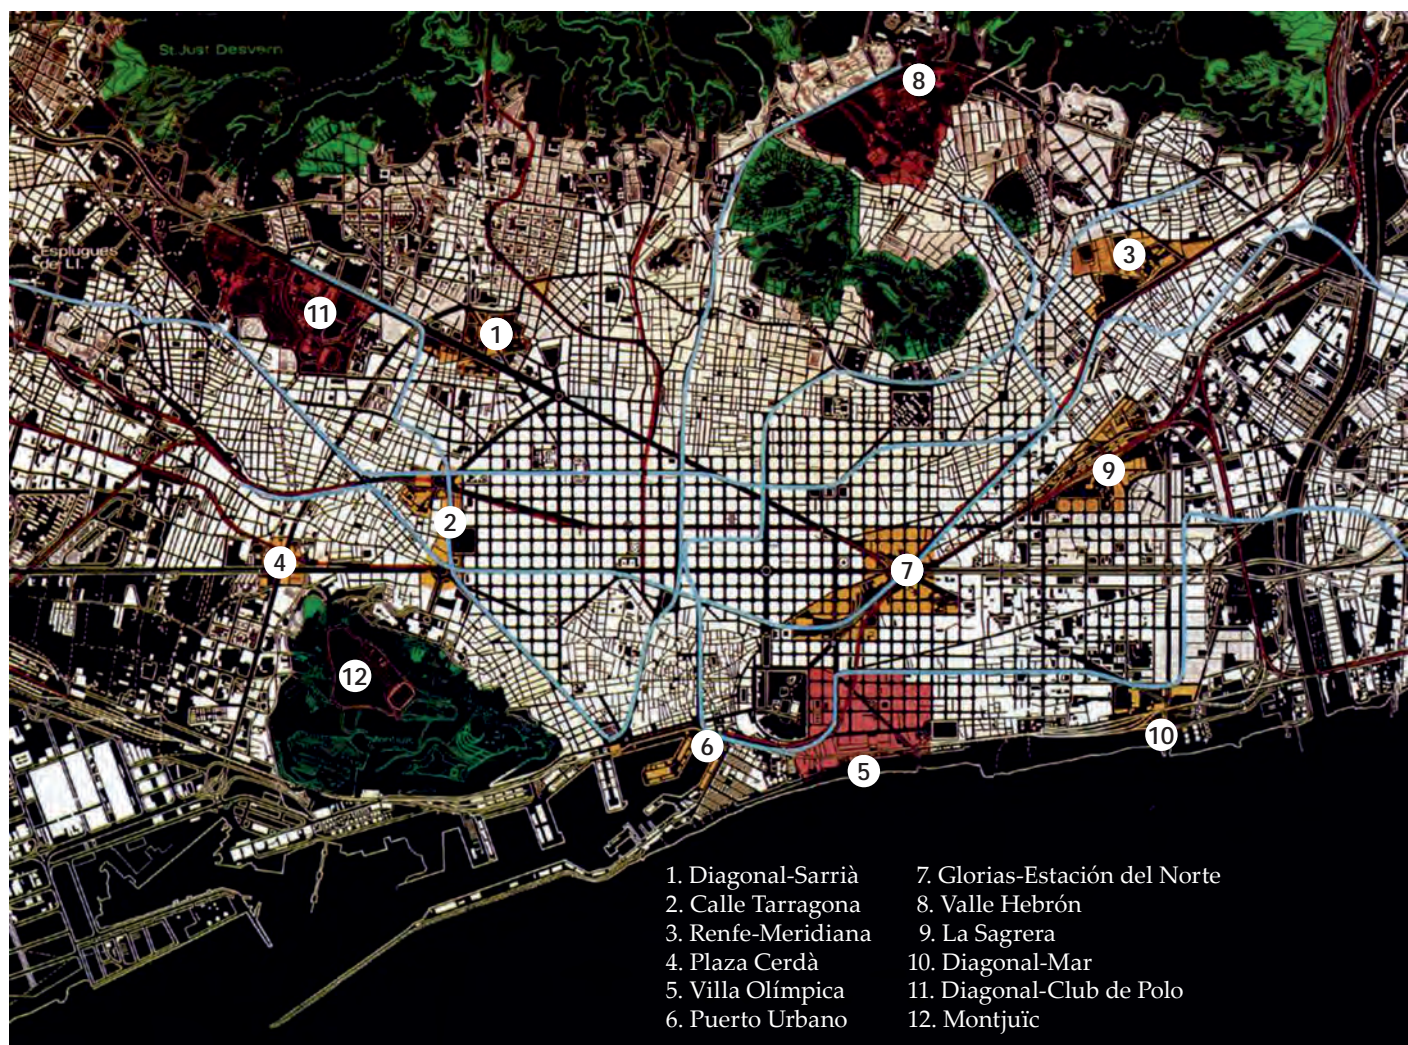 St. Just Desvern
8
3
Esplugues
de Ll.
11
1
9
2
4
7
12
6
10
5
1. Diagonal-Sarrià
2. Calle Tarragona
3. Renfe-Meridiana
4. Plaza Cerdà
5. Villa Olímpica
6. Puerto Urbano
7. Glorias-Estación del Norte
8. Valle Hebrón
9. La Sagrera
10. Diagonal-Mar
11. Diagonal-Club de Polo
12. Montjuïc